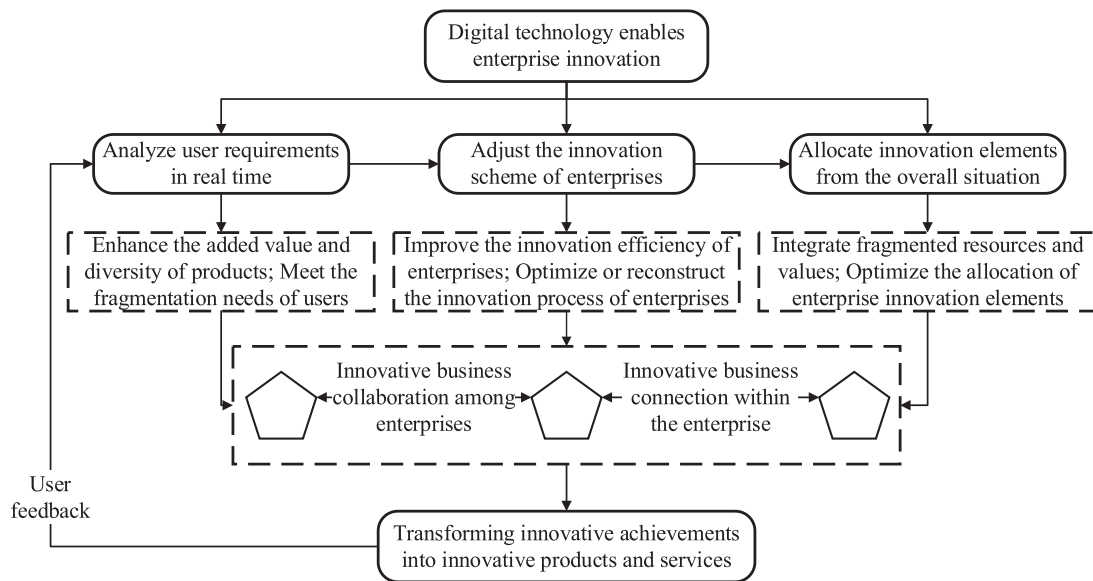 Digital technology enables
enterprise innovation
Analyze user requirements
in real time
Adjust the innovation
scheme of enterprises
Allocate innovation elements
from the overall situation
Enhance the added value and
diversity of products; Meet the
fragmentation needs of users
Improve the innovation efficiency of
enterprises; Optimize or reconstruct
the innovation process of enterprises
Integrate fragmented resources and
values; Optimize the allocation of
enterprise innovation elements
Innovative business
collaboration among
enterprises
Innovative business
connection within
the enterprise
User
feedback
Transforming innovative achievements
into innovative products and services